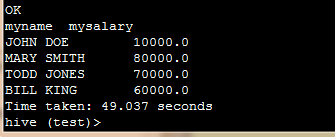 OK
myname  mysalary
JOHN DOE        10000.0
MARY SMITH      80000.0
TODD JONES      70000.0
BILL KING       60000.0
Time taken: 49.037 seconds
hive (test)>